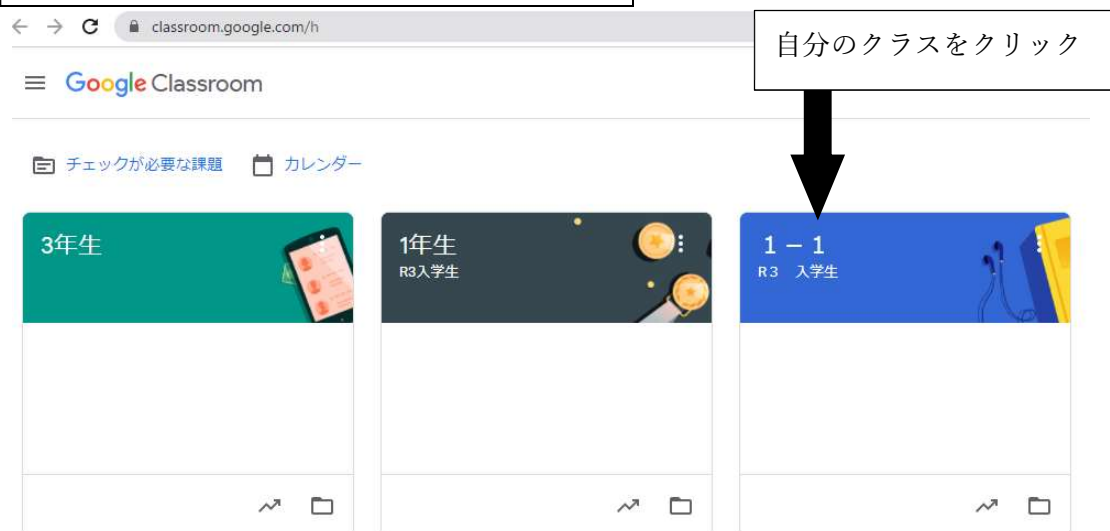 classroom.google.com/h
自分のクラスをクリック
Google Classroom
チェックが必要な課題 カレンダー
3年生
1年生
R3入学生
１－１
R３　入学生